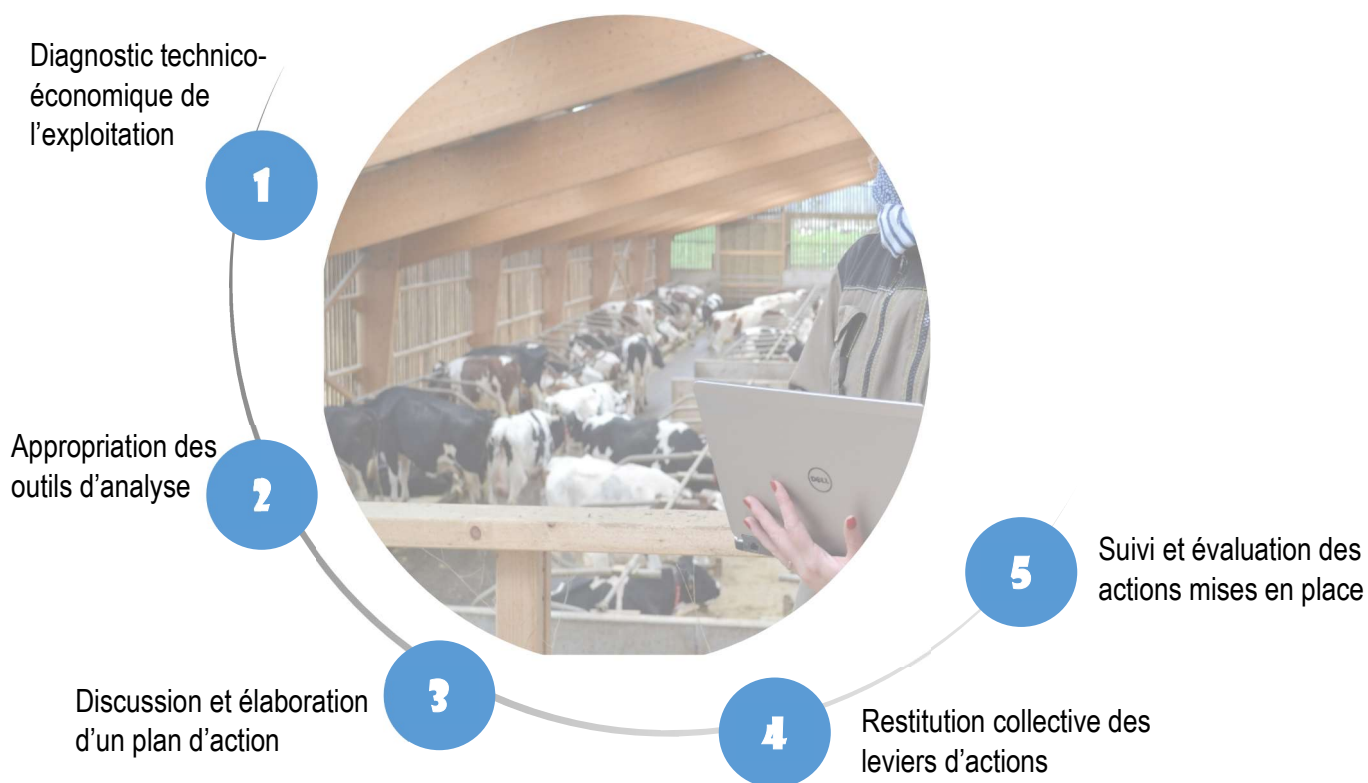 Diagnostic technico-
économique de
l’exploitation
1
Appropriation des
outils d’analyse
2
Discussion et élaboration
d’un plan d’action
3
4
Restitution collective des
leviers d’actions
5
Suivi et évaluation des
actions mises en place
DELL